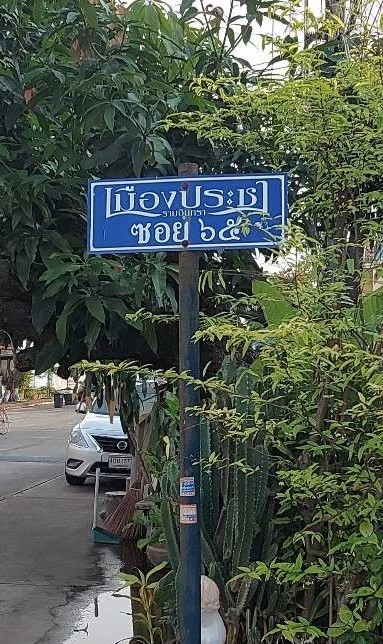 เมืองประชา
รามอินทรา
ซอย ๖๕